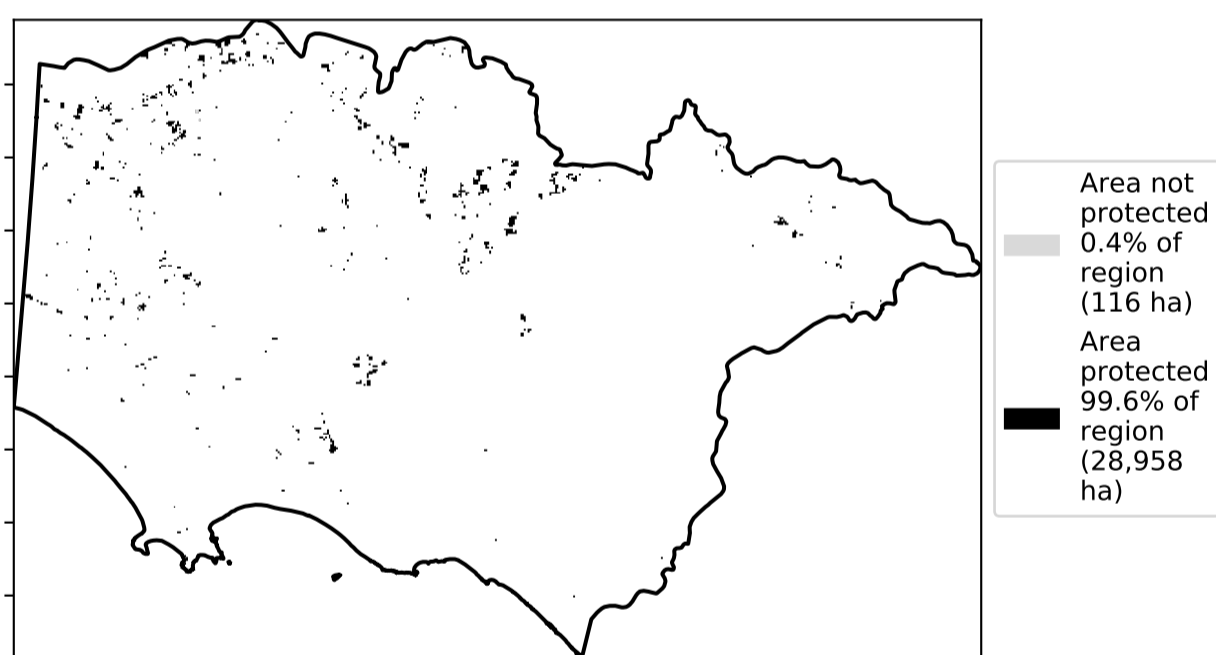 Area not
protected
0.4% of
region
(116 ha)
Area
protected
99.6% of
region
(28,958
ha)